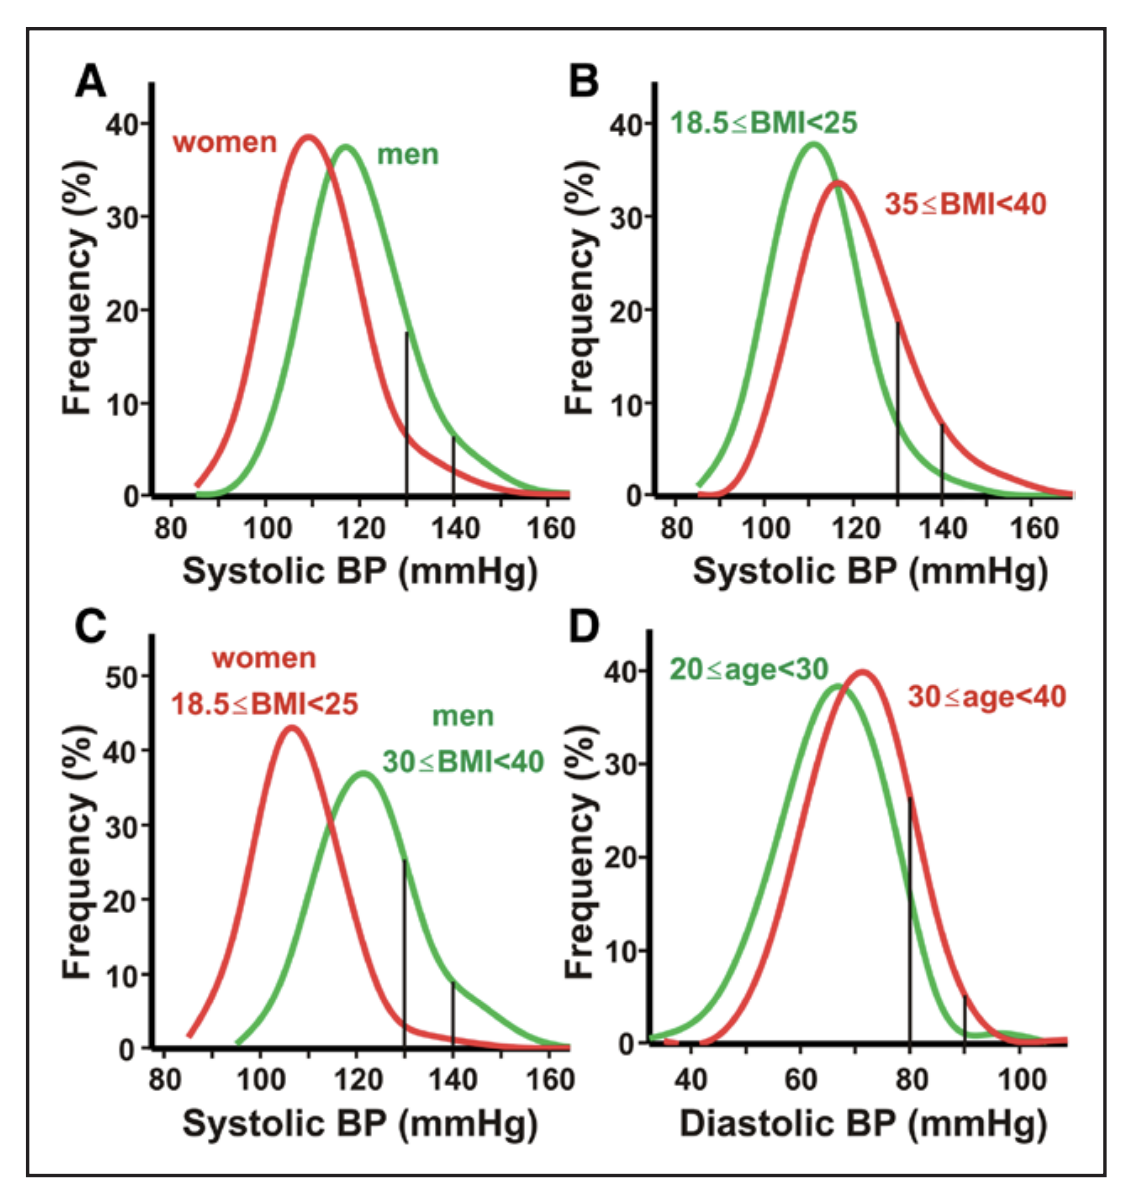 A
women
men
Frequency (%)
40
30
20
10
0
80 100 120 140 160
Systolic BP (mmHg)
B
18.5≤BMI<25
35≤BMI<40
Frequency (%)
40
30
20
10
0
80 100 120 140 160
Systolic BP (mmHg)
C
women
18.5≤BMI<25
men
30≤BMI<40
Frequency (%)
50
40
30
20
10
0
80 100 120 140 160
Systolic BP (mmHg)
D
20≤age<30
30≤age<40
Frequency (%)
40
30
20
10
0
40 60 80 100
Diastolic BP (mmHg)